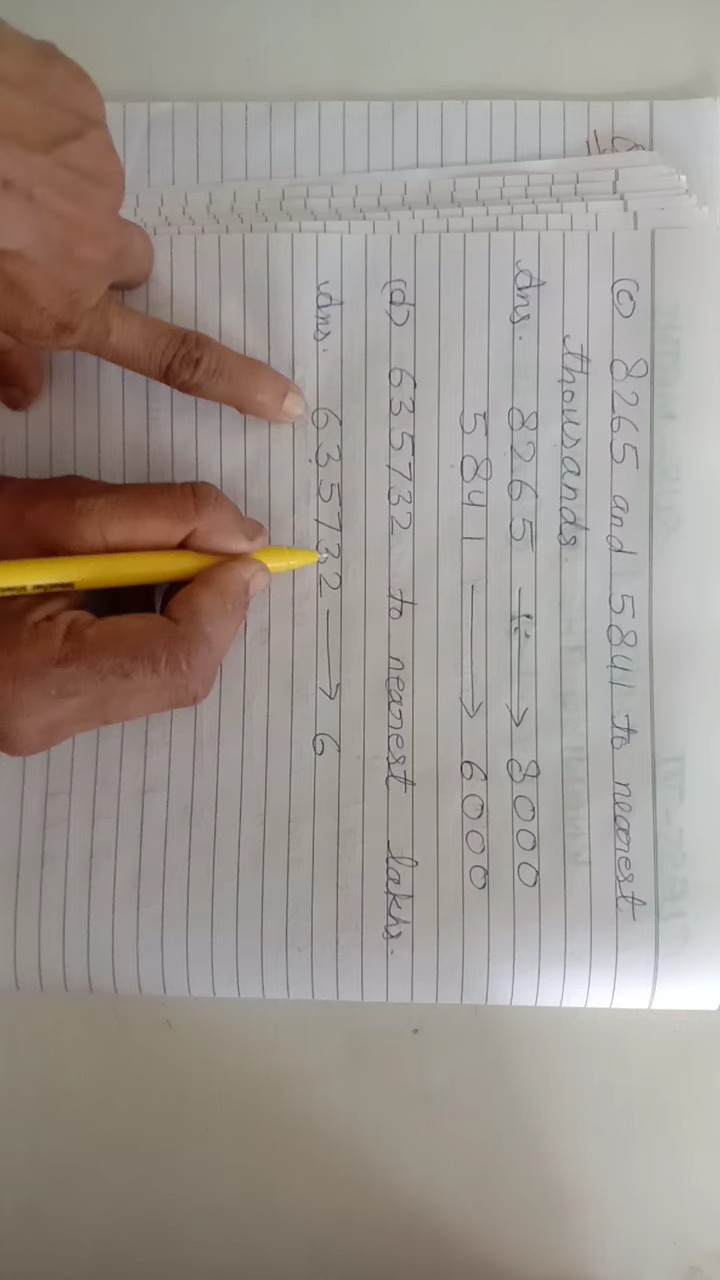 (c) 8265 and 5841 to nearest
thousands.
Ans. 8265 → 8000
5841 → 6000
(d) 635732 to nearest lakhs.
Ans. 635732 → 6